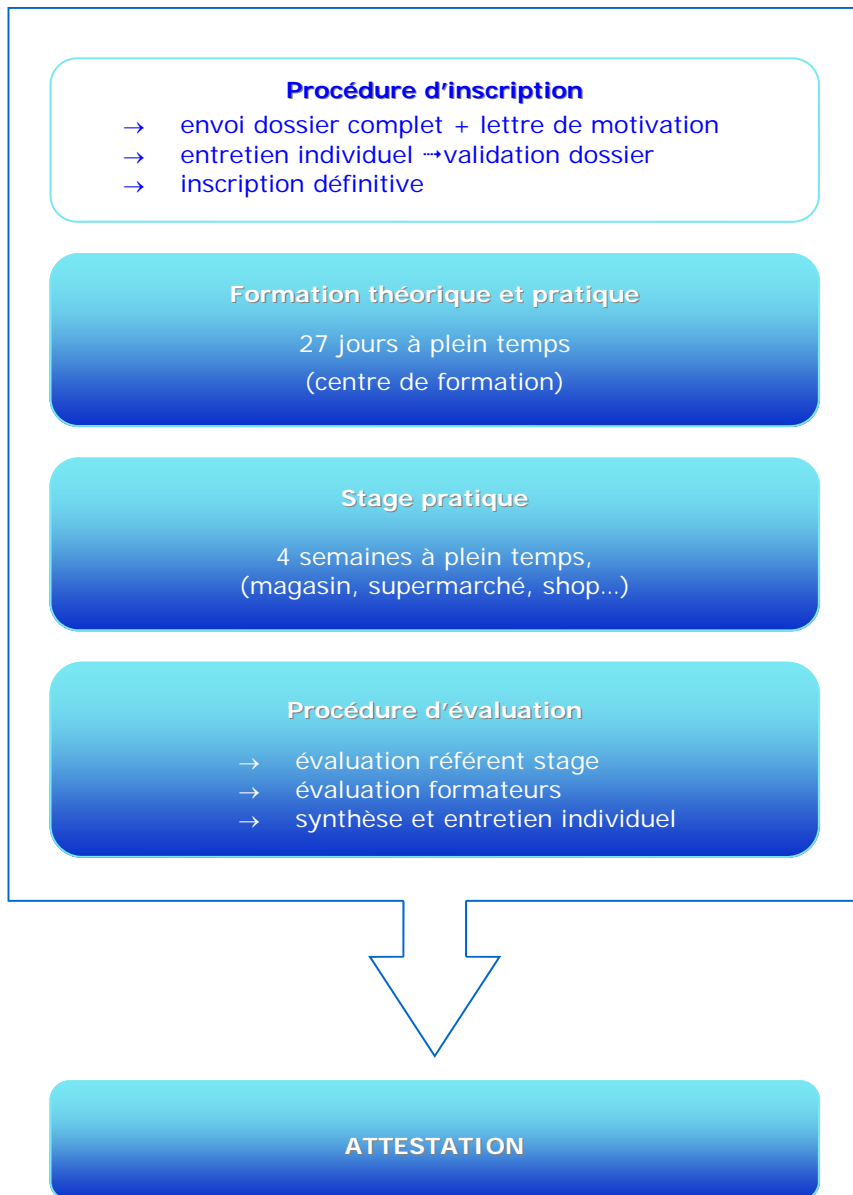 Procédure d'inscription
→ envoi dossier complet + lettre de motivation
→ entretien individuel ⤑validation dossier
→ inscription définitive
Formation théorique et pratique
27 jours à plein temps
(centre de formation)
Stage pratique
4 semaines à plein temps,
(magasin, supermarché, shop…)
Procédure d'évaluation
→ évaluation référent stage
→ évaluation formateurs
→ synthèse et entretien individuel
ATTESTATION